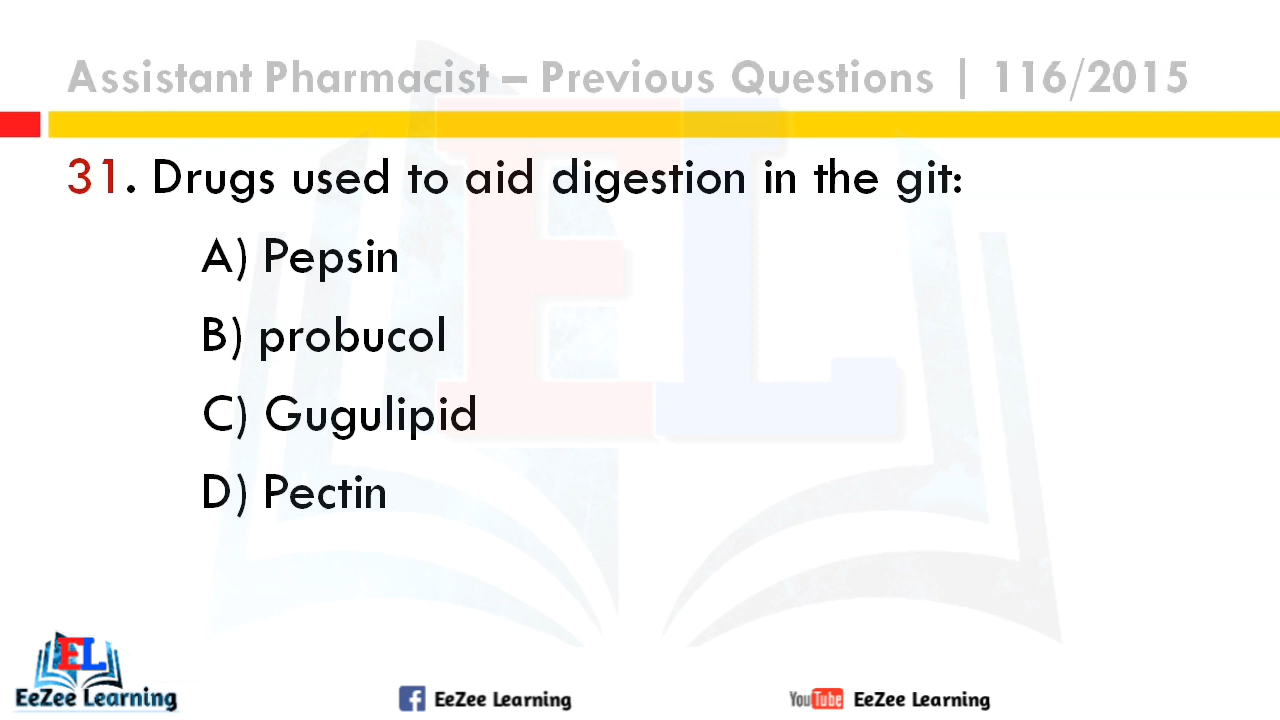 Assistant Pharmacist – Previous Questions | 116/2015
31. Drugs used to aid digestion in the git:
A) Pepsin
B) probucol
C) Gugulipid
D) Pectin
EL
EL
EeZee Learning
f EeZee Learning
YouTube EeZee Learning